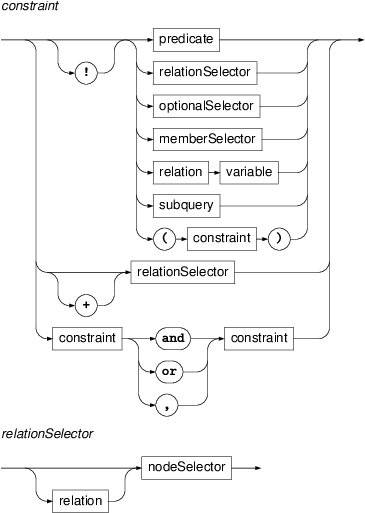 constraint
predicate
!
relationSelector
optionalSelector
memberSelector
relation variable
subquery
( constraint )
relationSelector
+
constraint and constraint
or
,
relationSelector
nodeSelector
relation